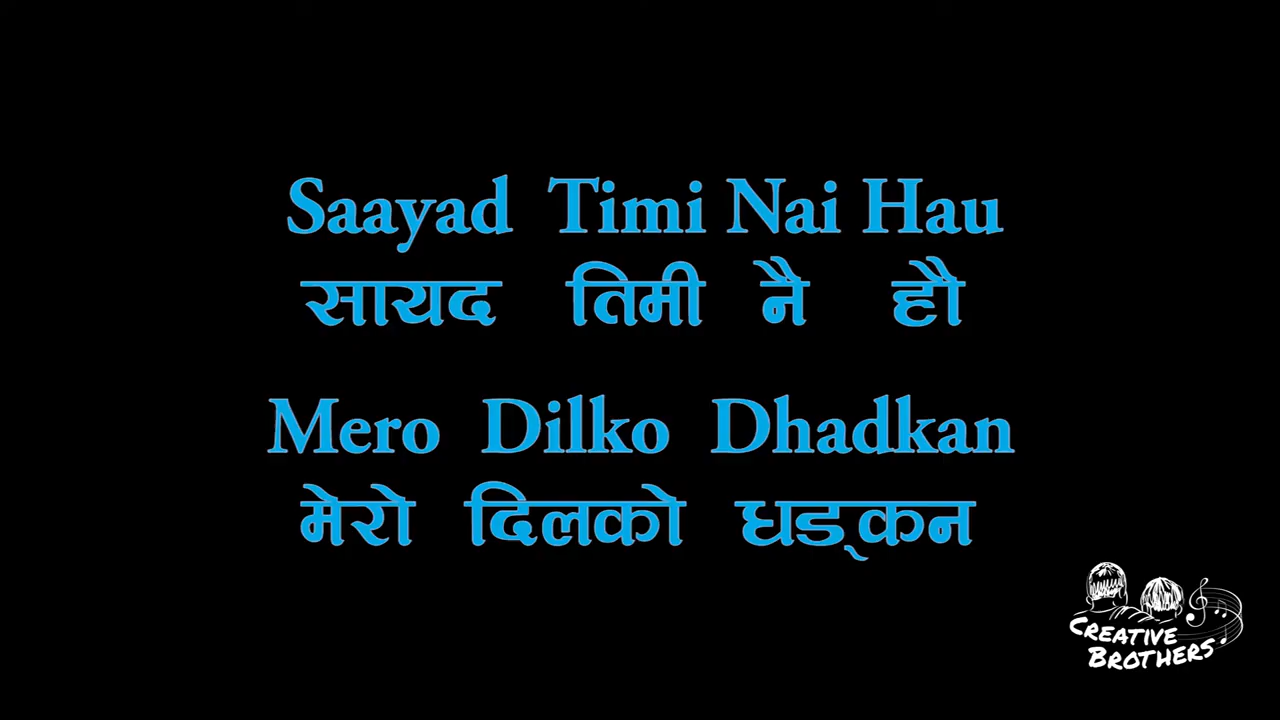 Saayad Timi Nai Hau
सायद तिमी नै हौ
Mero Dilko Dhadkan
मेरो दिलको धड्कन
CREATIVE
BROTHERS